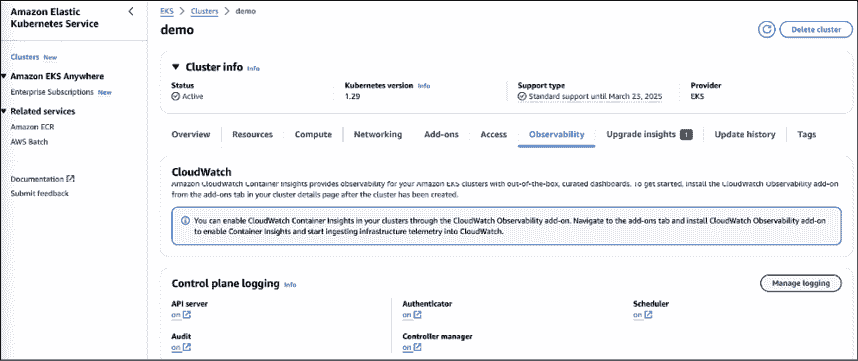 Amazon Elastic
Kubernetes Service
Clusters New
Amazon EKS Anywhere
Enterprise Subscriptions New
Related services
Amazon ECR
AWS Batch
Documentation
Submit feedback
EKS > Clusters > demo
demo
Delete cluster
Cluster info Info
Status
Active
Kubernetes version Info
1.29
Support type
Standard support until March 23, 2025
Provider
EKS
Overview Resources Compute Networking Add-ons Access Observability Upgrade insights 1 Update history Tags
CloudWatch
Amazon CloudWatch Container Insights provides observability for your Amazon EKS clusters with out-of-the-box, curated dashboards. To get started, install the CloudWatch Observability add-on
from the add-ons tab in your cluster details page after the cluster has been created.
You can enable CloudWatch Container Insights in your clusters through the CloudWatch Observability add-on. Navigate to the add-ons tab and install CloudWatch Observability add-on
to enable Container Insights and start ingesting infrastructure telemetry into CloudWatch.
Control plane logging Info
Manage logging
API server
on
Authenticator
on
Scheduler
on
Audit
on
Controller manager
on